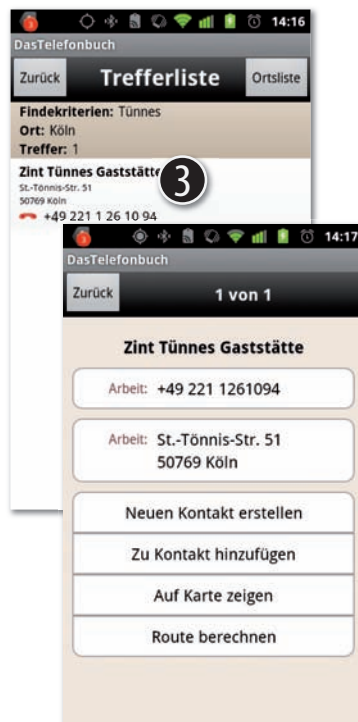 14:16
DasTelefonbuch
Zurück Trefferliste Ortsliste
Findekriterien: Tünnes
Ort: Köln
Treffer: 1
Zint Tünnes Gaststätte
St.-Tönnis-Str. 51
50769 Köln
+49 221 1 26 10 94
3
14:17
DasTelefonbuch
Zurück 1 von 1
Zint Tünnes Gaststätte
Arbeit: +49 221 1261094
Arbeit: St.-Tönnis-Str. 51
50769 Köln
Neuen Kontakt erstellen
Zu Kontakt hinzufügen
Auf Karte zeigen
Route berechnen